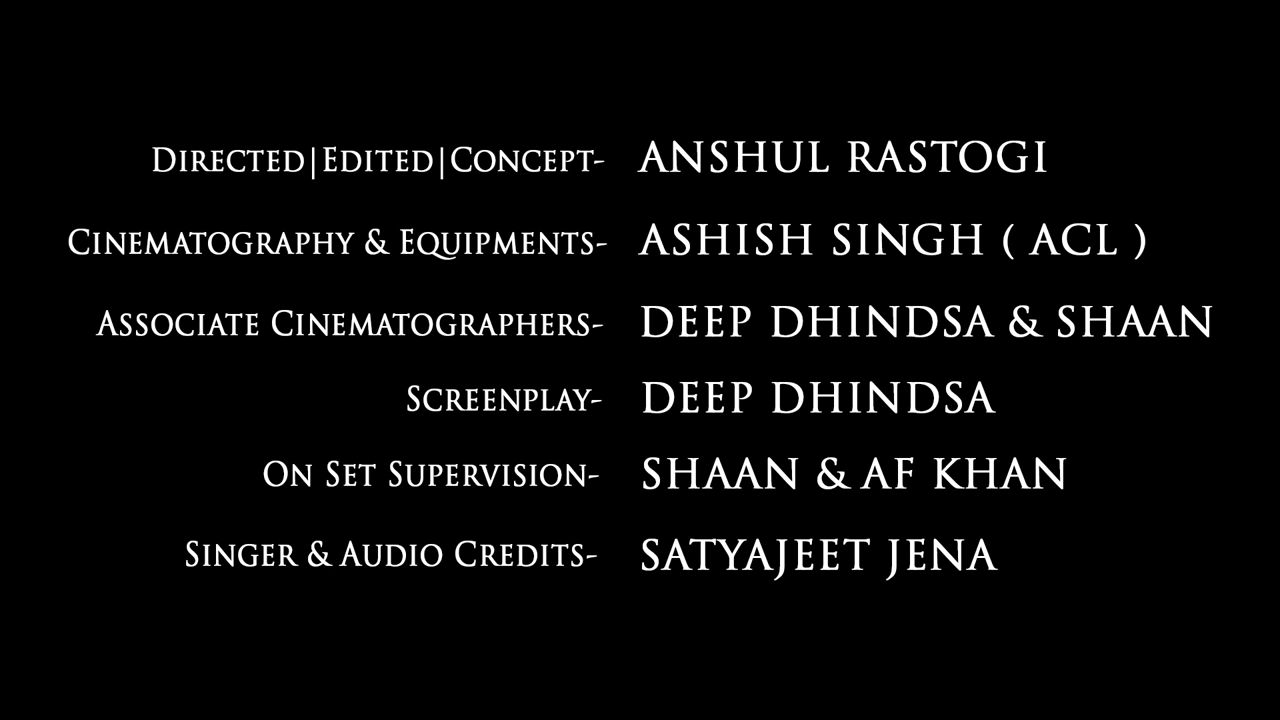 Directed|Edited|Concept- ANSHUL RASTOGI
Cinematography & Equipments- ASHISH SINGH ( ACL )
Associate Cinematographers- DEEP DHINDSA & SHAAN
Screenplay- DEEP DHINDSA
On Set Supervision- SHAAN & AF KHAN
Singer & Audio Credits- SATYAJEET JENA